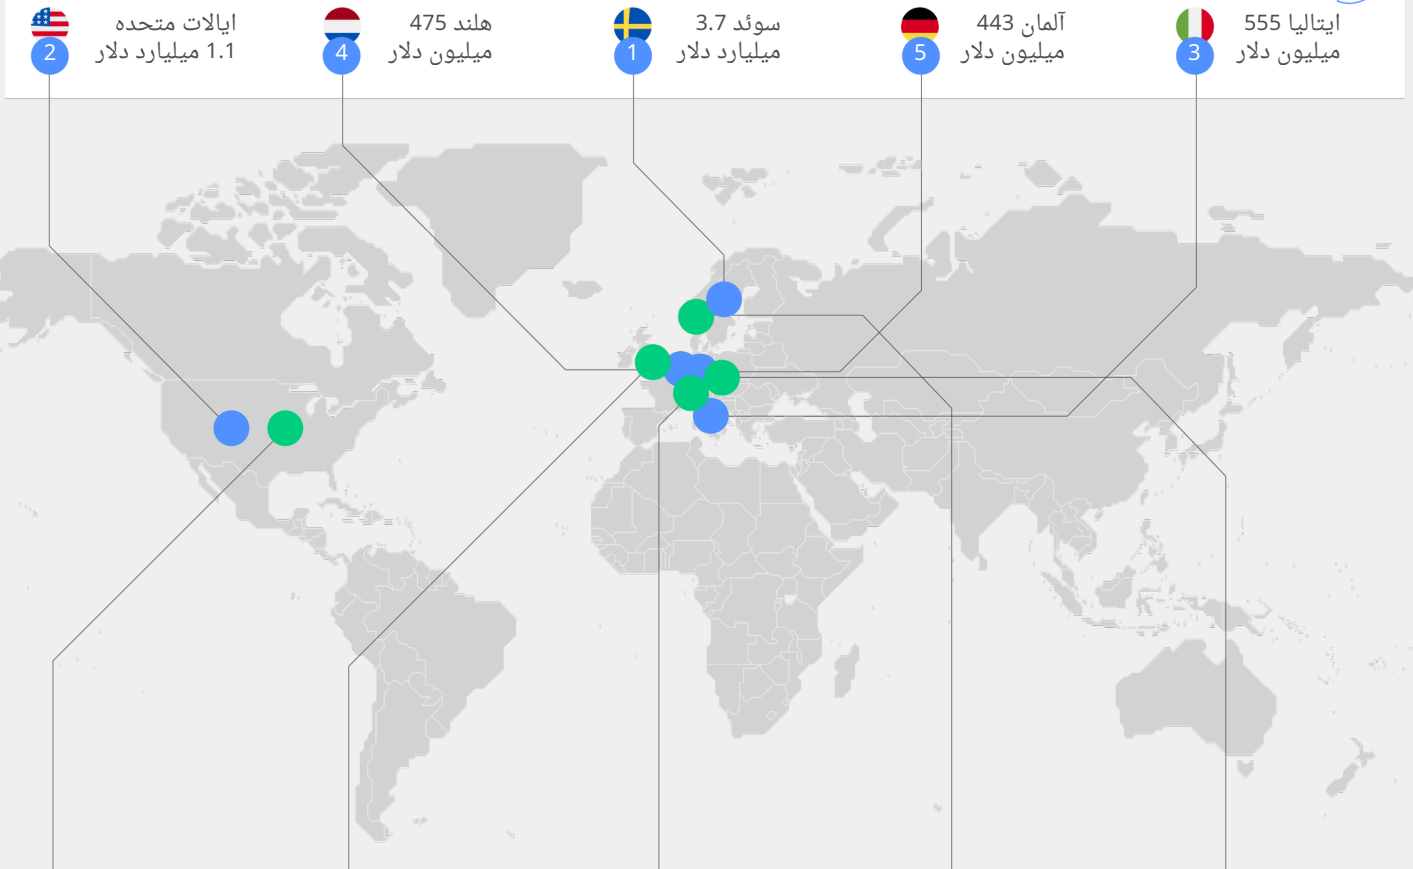 ایتالیا 555
میلیون دلار
3
آلمان 443
میلیون دلار
5
سوئد 3.7
میلیارد دلار
1
هلند 475
میلیون دلار
4
ایالات متحده
1.1 میلیارد دلار
2